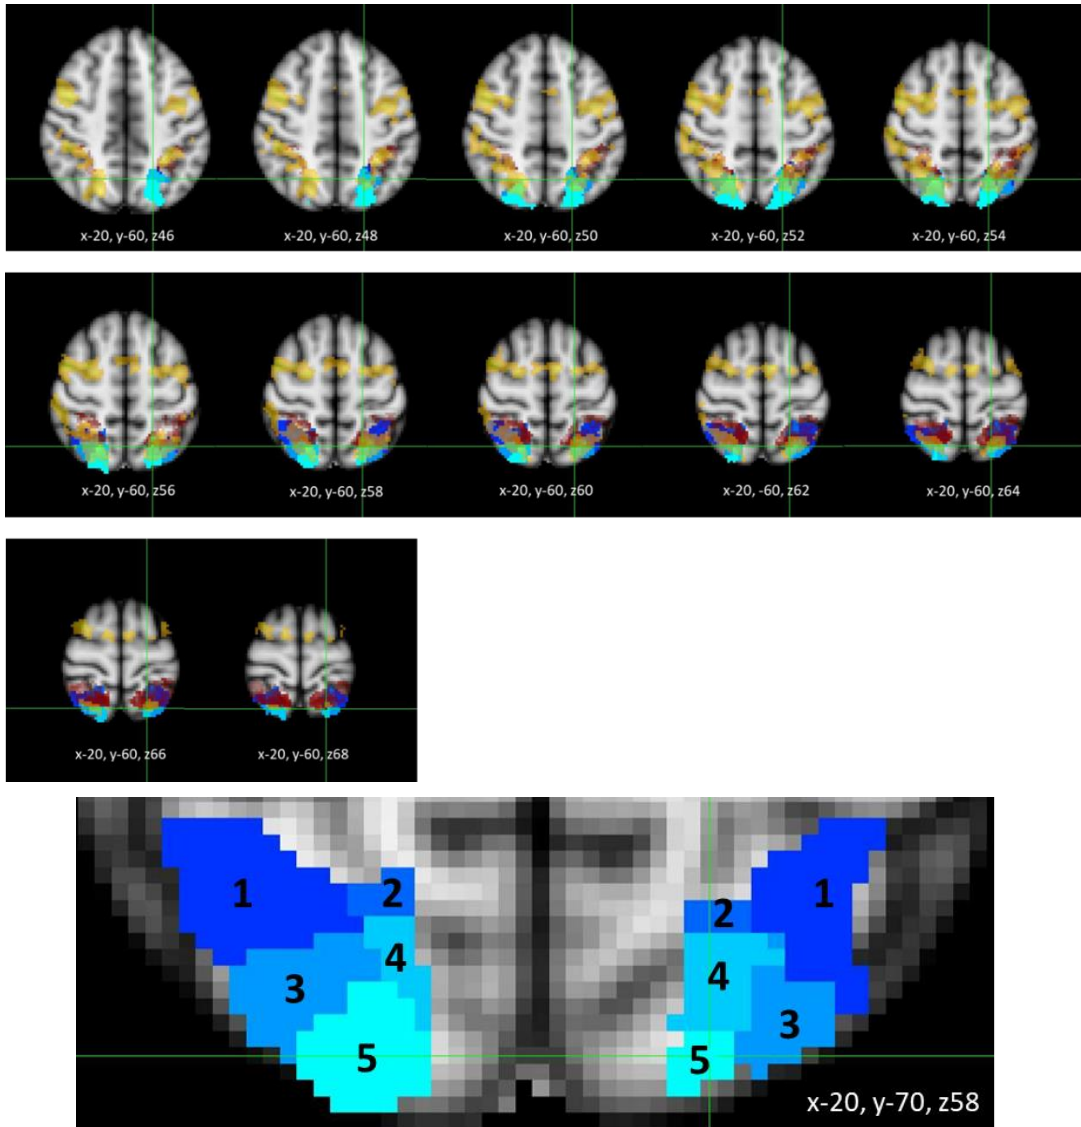 x-20, y-60, z46
x-20, y-60, z48
x-20, y-60, z50
x-20, y-60, z52
x-20, y-60, z54
x-20, y-60, z56
x-20, y-60, z58
x-20, y-60, z60
x-20, -60, z62
x-20, y-60, z64
x-20, y-60, z66
x-20, y-60, z68
1
2
3
4
5
2
1
4
3
5
x-20, y-70, z58